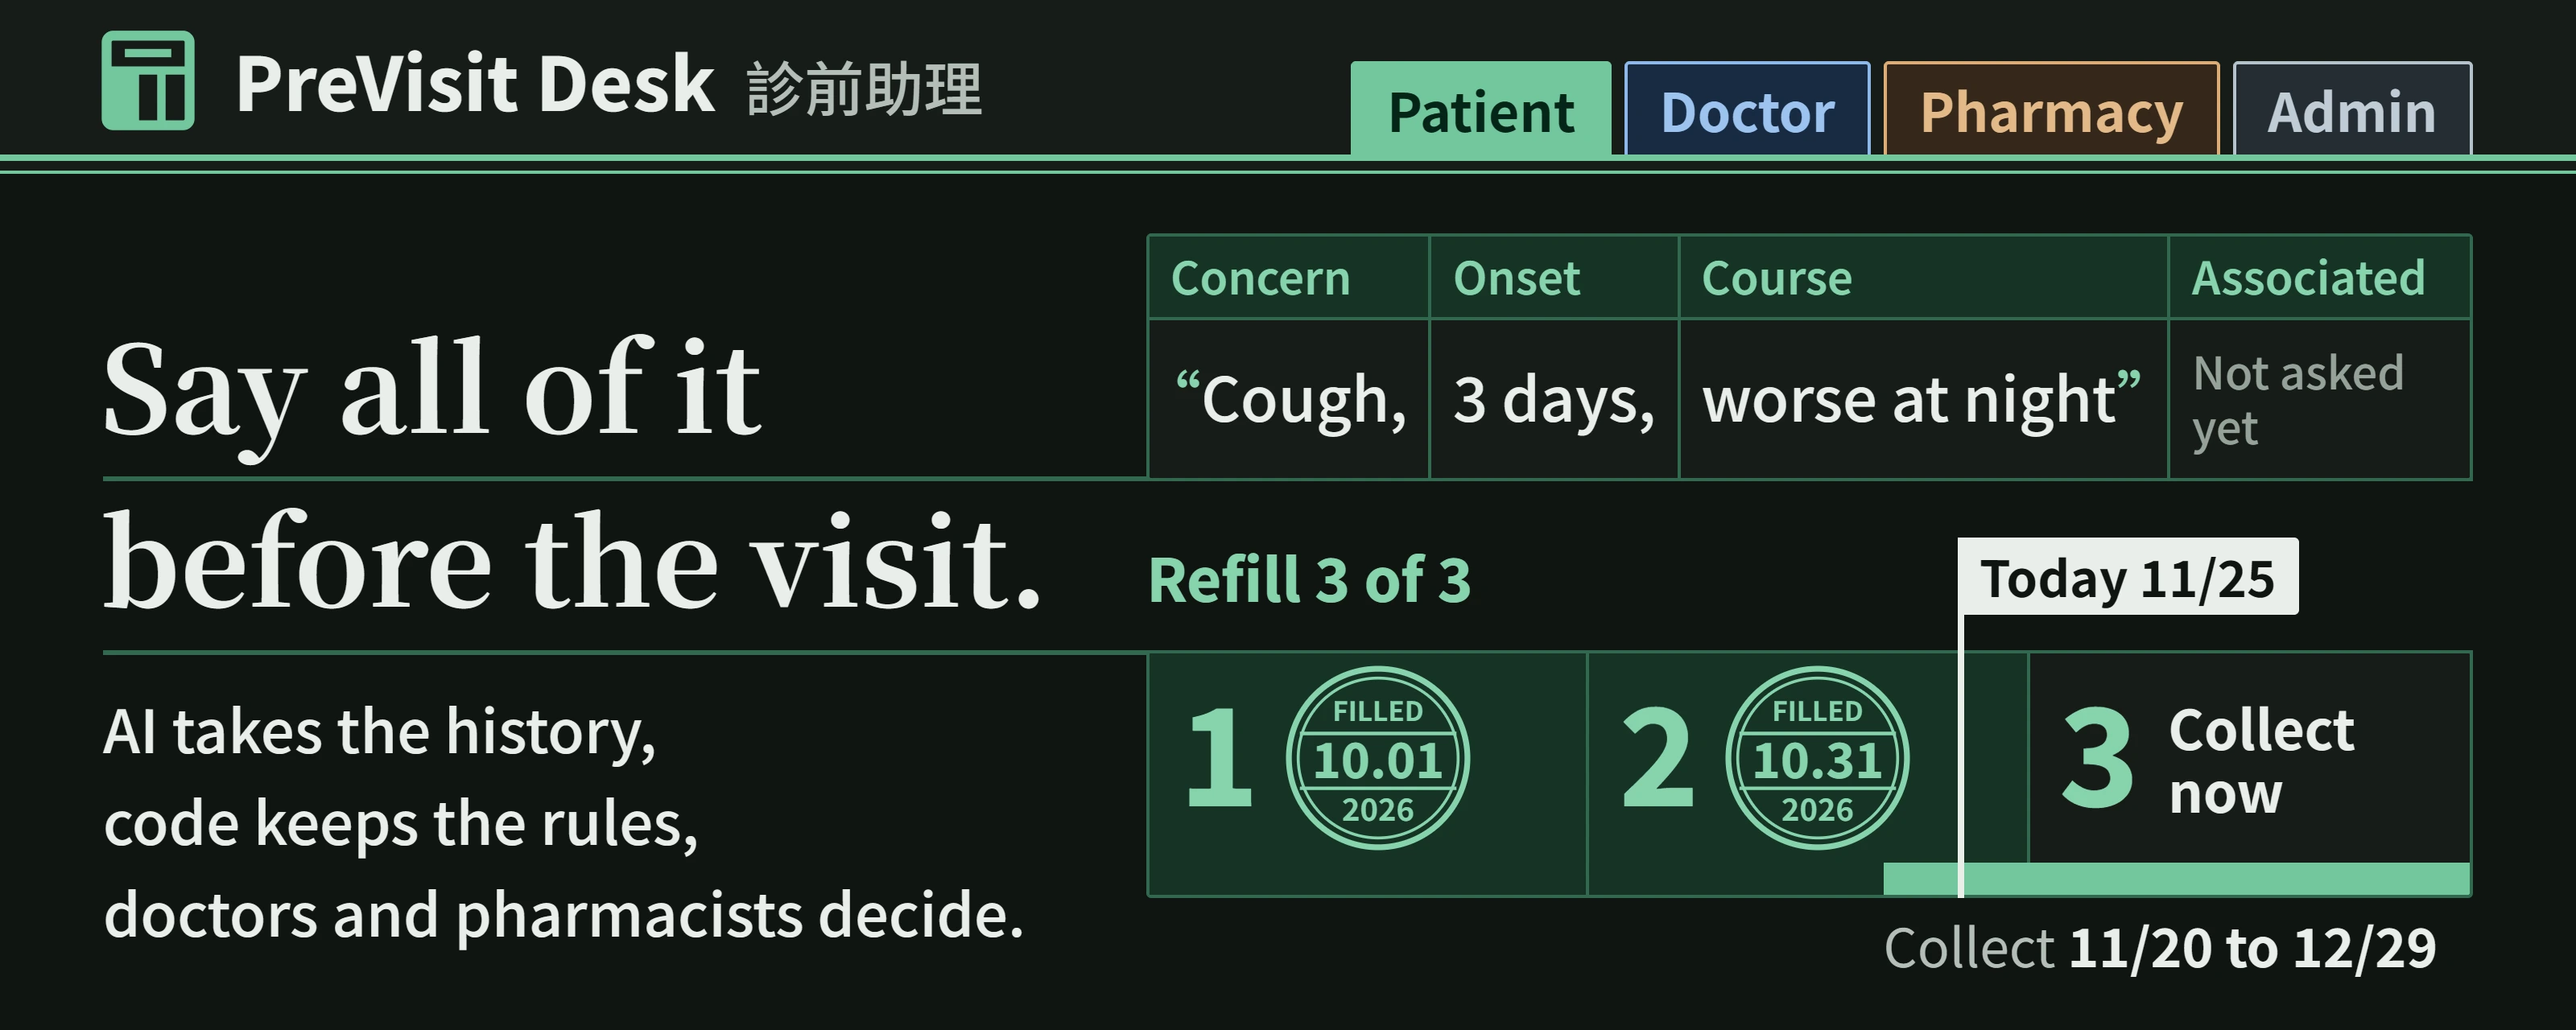 PreVisit Desk 診前助理
Patient Doctor Pharmacy Admin
Say all of it
before the visit.
AI takes the history,
code keeps the rules,
doctors and pharmacists decide.
Concern Onset Course Associated
“Cough, 3 days, worse at night” Not asked
yet
Refill 3 of 3
Today 11/25
1 FILLED
10.01
2026
2 FILLED
10.31
2026
3 Collect
now
Collect 11/20 to 12/29